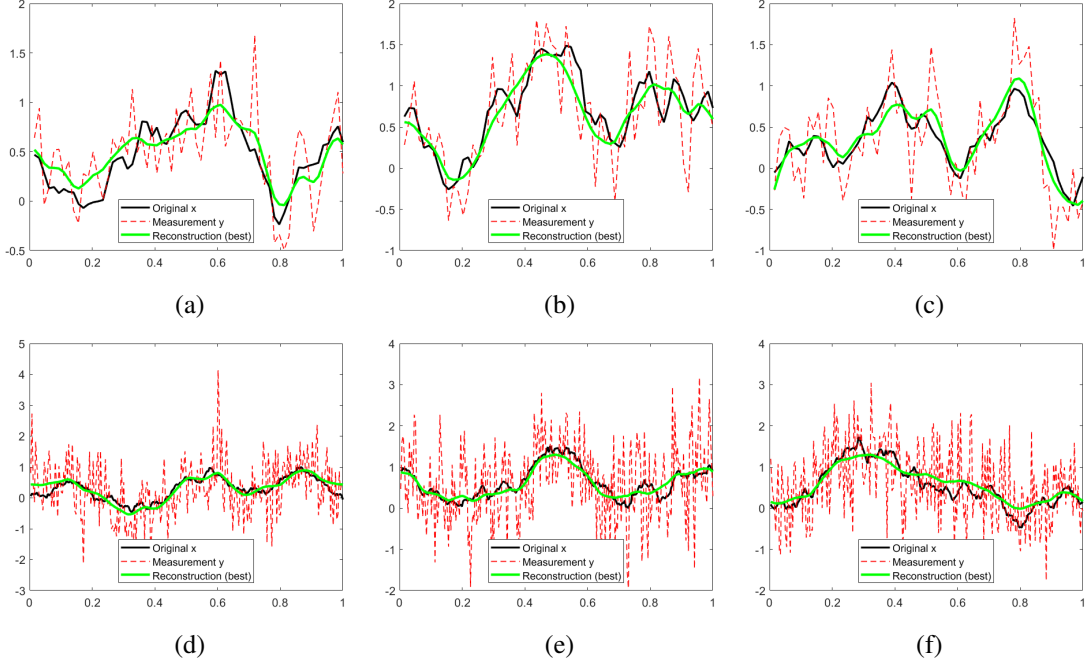 2
1.5
1
0.5
0
-0.5
0 0.2 0.4 0.6 0.8 1
Original x
Measurement y
Reconstruction (best)
(a)
2
1.5
1
0.5
0
-0.5
-1
0 0.2 0.4 0.6 0.8 1
Original x
Measurement y
Reconstruction (best)
(b)
2
1.5
1
0.5
0
-0.5
-1
0 0.2 0.4 0.6 0.8 1
Original x
Measurement y
Reconstruction (best)
(c)
5
4
3
2
1
0
-1
-2
-3
0 0.2 0.4 0.6 0.8 1
Original x
Measurement y
Reconstruction (best)
(d)
4
3
2
1
0
-1
-2
0 0.2 0.4 0.6 0.8 1
Original x
Measurement y
Reconstruction (best)
(e)
4
3
2
1
0
-1
-2
0 0.2 0.4 0.6 0.8 1
Original x
Measurement y
Reconstruction (best)
(f)